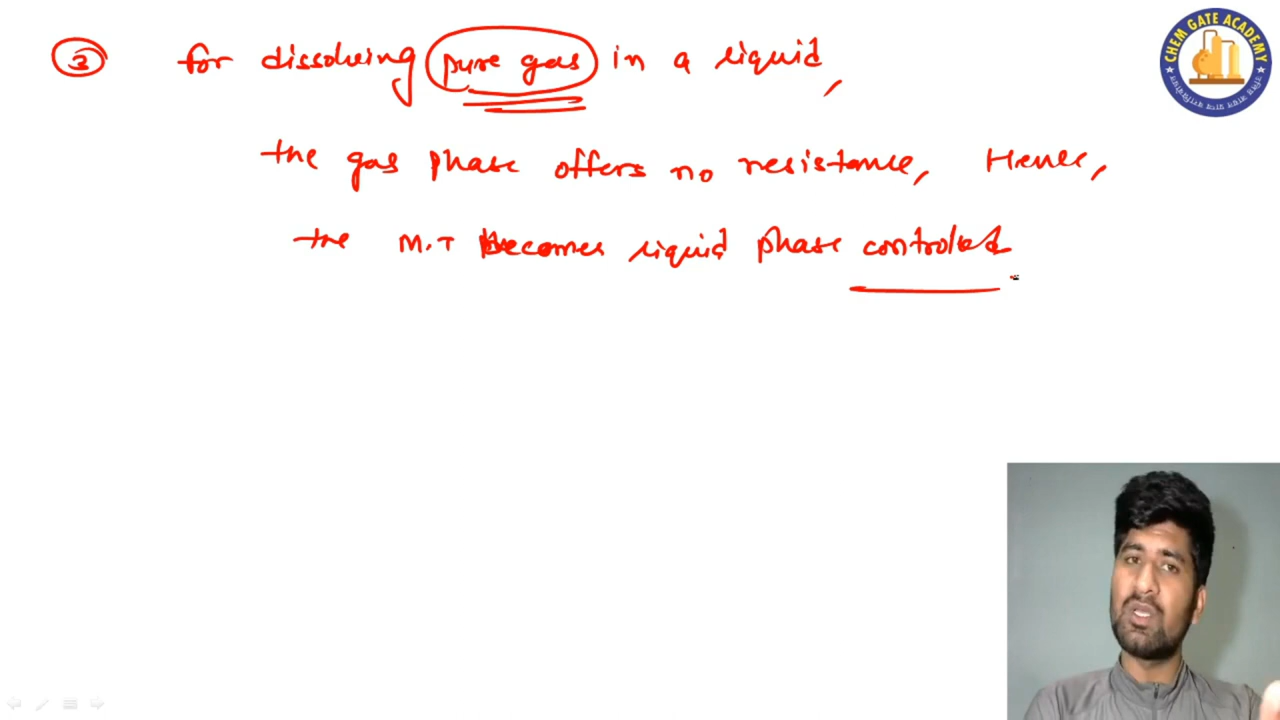 ③ for dissolving pure gas in a liquid,
the gas phase offers no resistance, Hence,
the M.T becomes liquid phase controlled
CHEM GATE ACADEMY